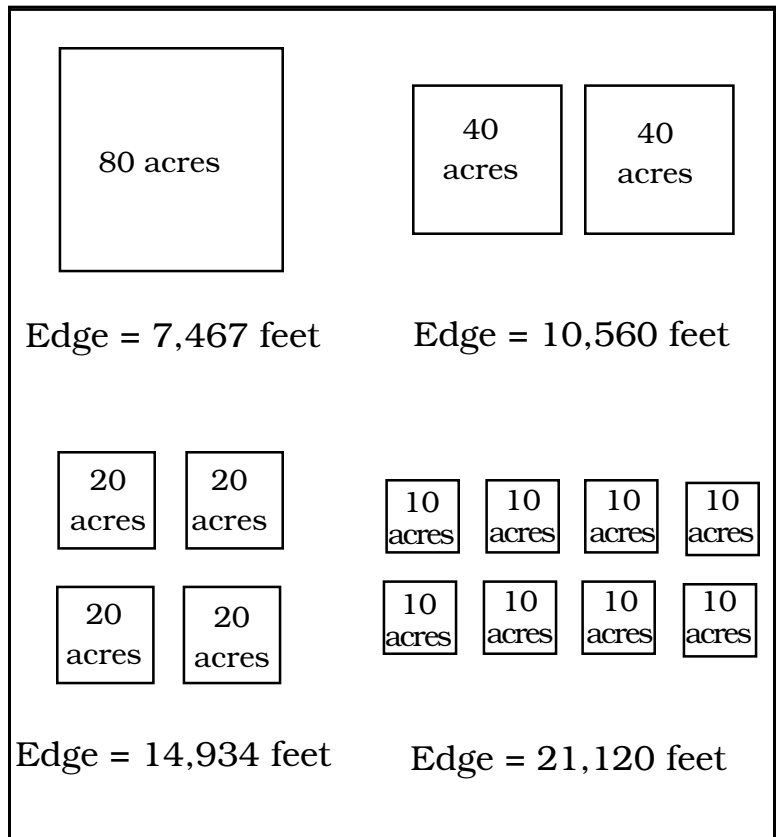 80 acres
40
acres
40
acres
Edge = 7,467 feet
Edge = 10,560 feet
20
acres
20
acres
20
acres
20
acres
10
acres
10
acres
10
acres
10
acres
10
acres
10
acres
10
acres
10
acres
Edge = 14,934 feet
Edge = 21,120 feet